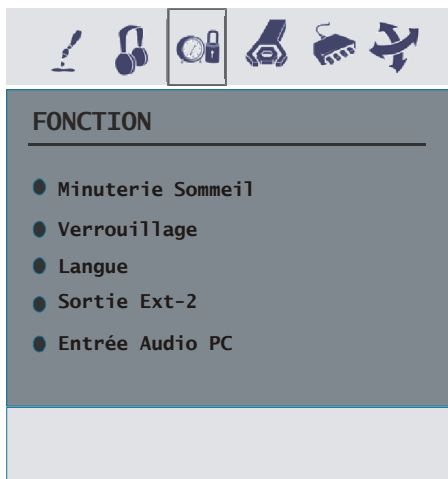 FONCTION
Minuterie Sommeil
Verrouillage
Langue
Sortie Ext-2
Entrée Audio PC